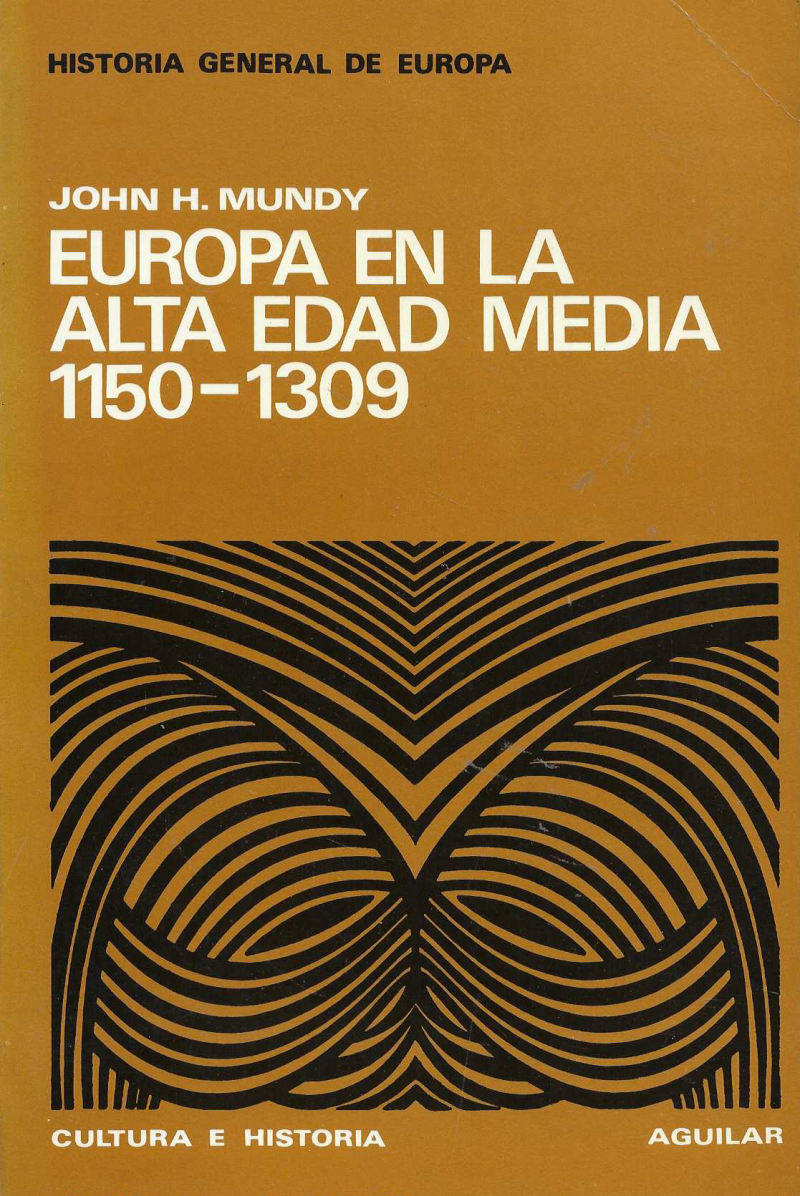 HISTORIA GENERAL DE EUROPA
JOHN H. MUNDY
EUROPA EN LA
ALTA EDAD MEDIA
1150-1309
CULTURA E HISTORIA
AGUILAR